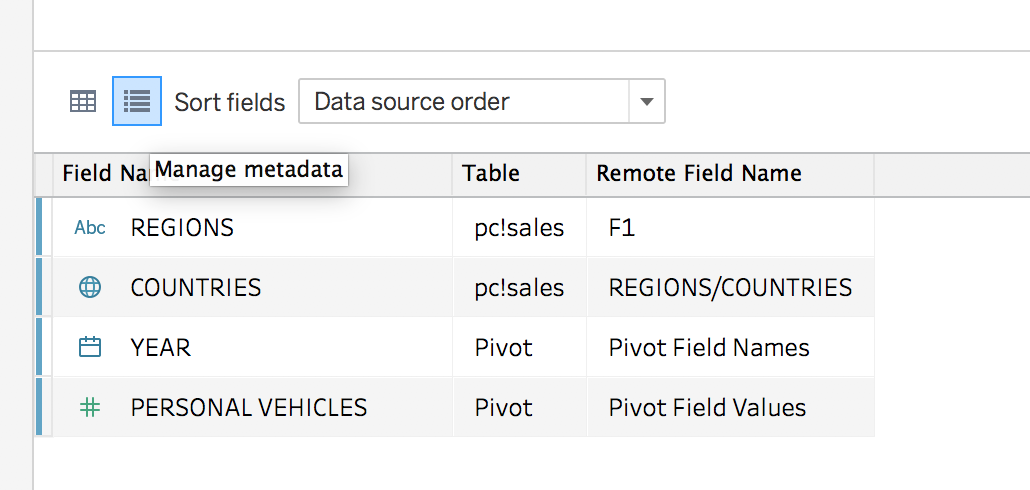 Sort fields Data source order
Field Na Manage metadata Table Remote Field Name
Abc REGIONS pc!sales F1
COUNTRIES pc!sales REGIONS/COUNTRIES
YEAR Pivot Pivot Field Names
# PERSONAL VEHICLES Pivot Pivot Field Values